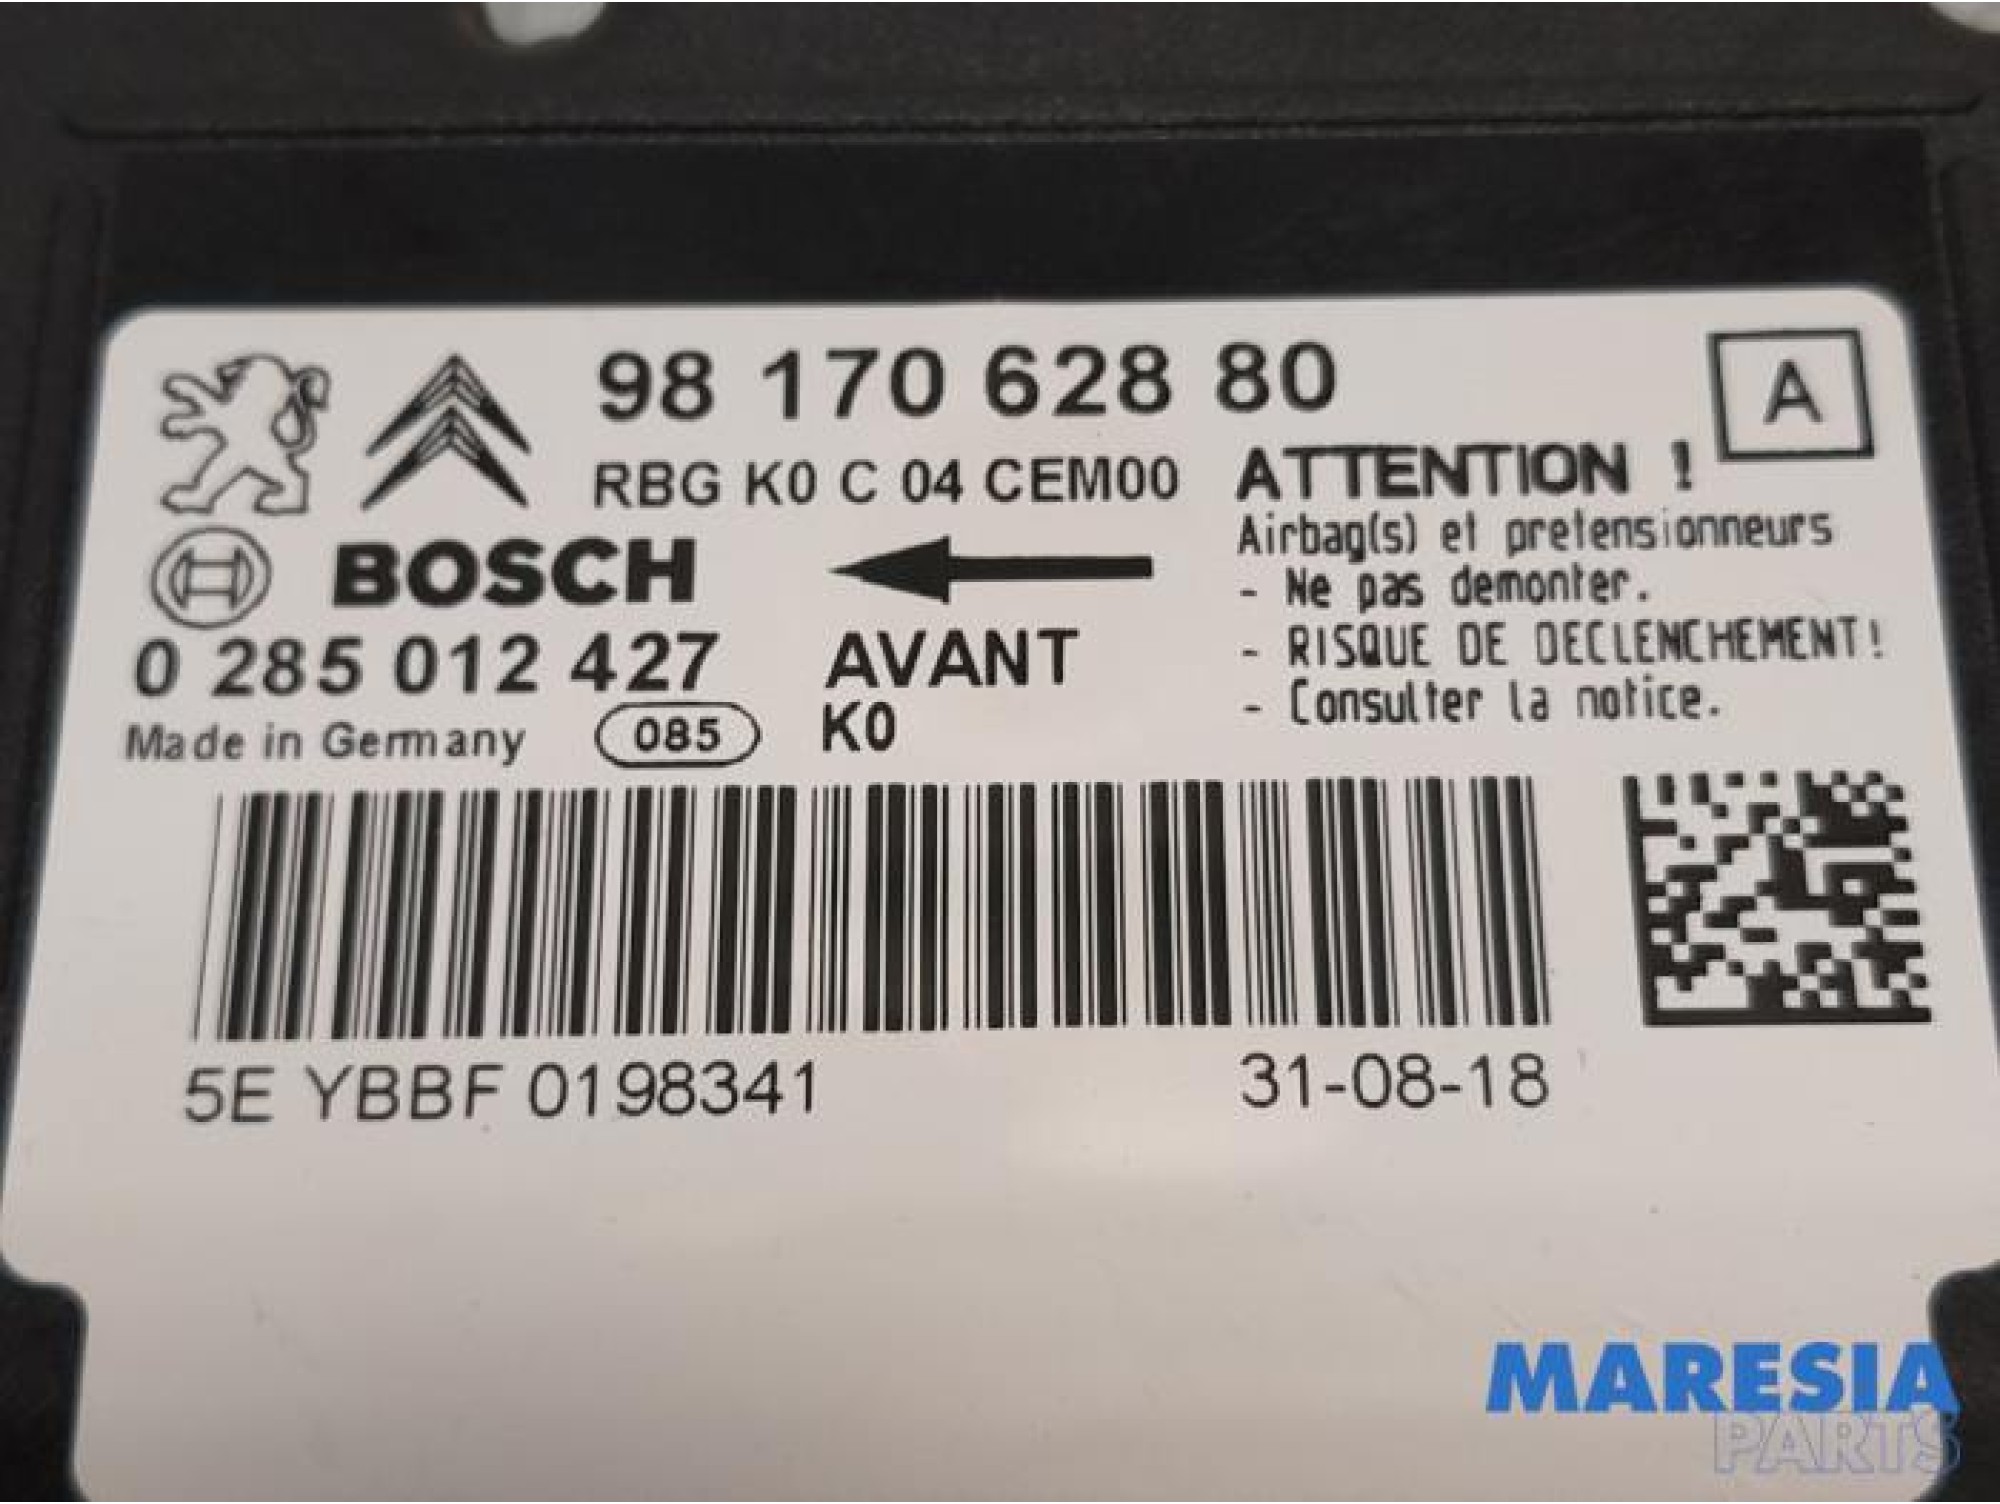 98 170 628 80
A
RBG K0 C 04 CEM00
ATTENTION !
Airbag(s) et pretensionneurs
- Ne pas demonter.
- RISQUE DE DECLENCHEMENT!
- Consulter la notice.
BOSCH
0 285 012 427
AVANT
Made in Germany
085
K0
5E YBBF 0198341
31-08-18
MARESIA
PARTS